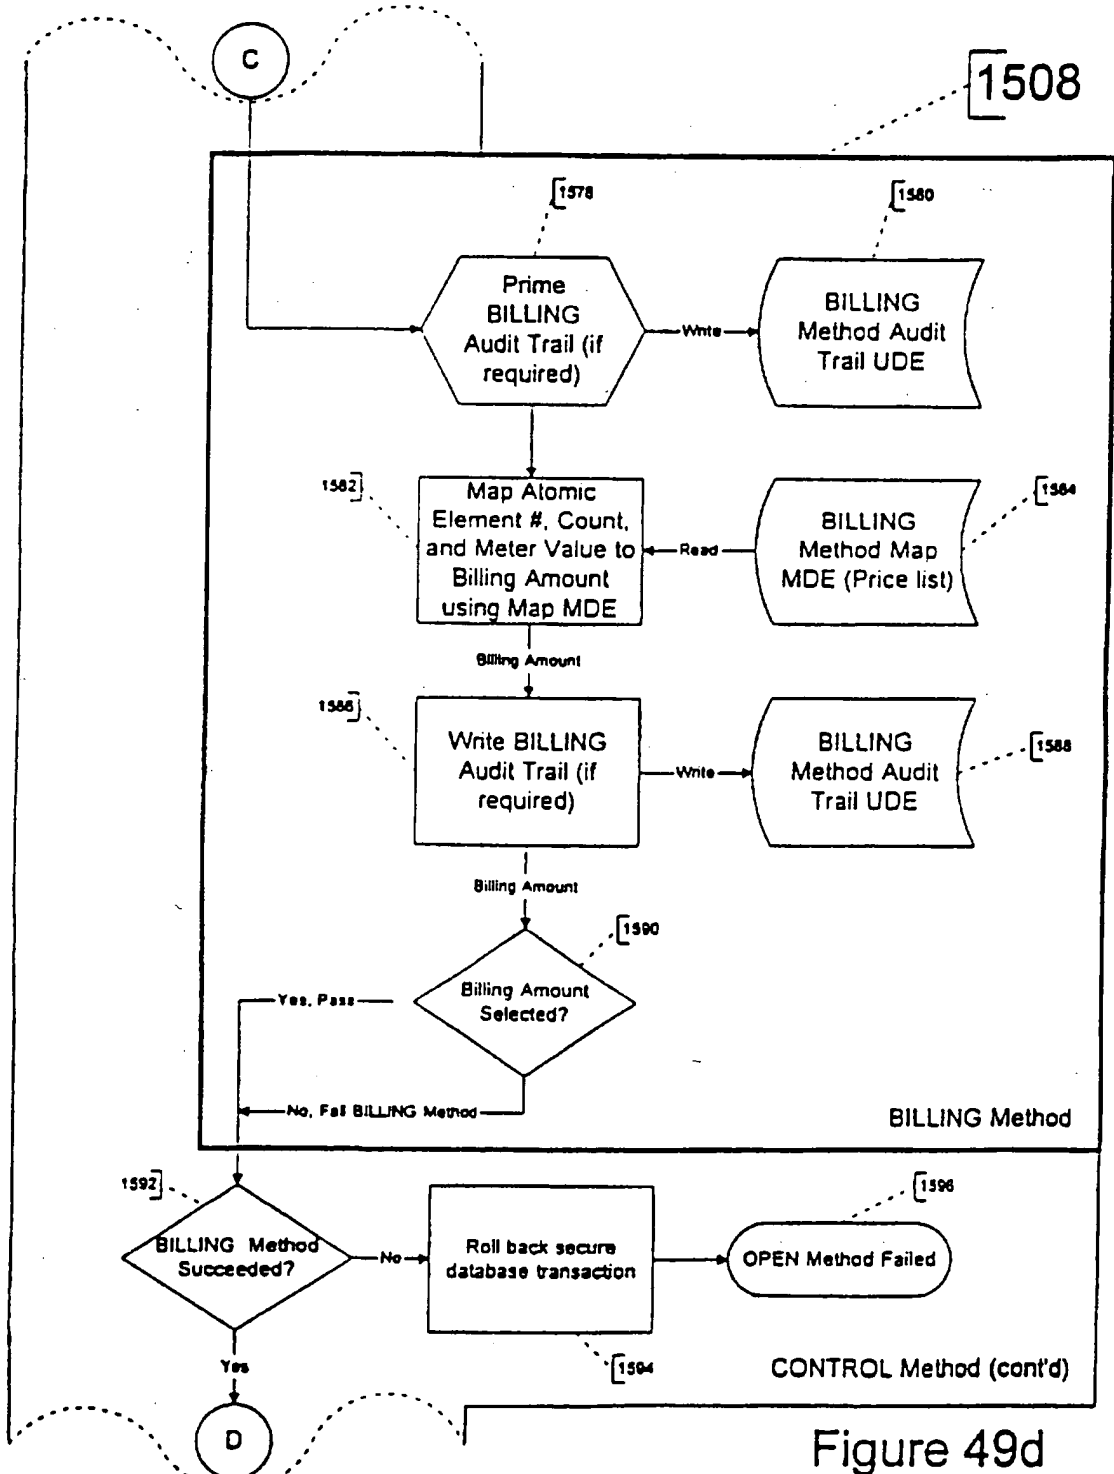 C
1508
1578
1580
Prime
BILLING
Audit Trail (if
required)
Write
BILLING
Method Audit
Trail UDE
1582
1584
Map Atomic
Element #, Count,
and Meter Value to
Billing Amount
using Map MDE
Read
BILLING
Method Map
MDE (Price list)
Billing Amount
1586
1588
Write BILLING
Audit Trail (if
required)
Write
BILLING
Method Audit
Trail UDE
Billing Amount
1590
Billing Amount
Selected?
Yes, Pass
No, Fail BILLING Method
BILLING Method
1592
1596
BILLING Method
Succeeded?
No
Roll back secure
database transaction
OPEN Method Failed
Yes
1594
CONTROL Method (cont'd)
D
Figure 49d